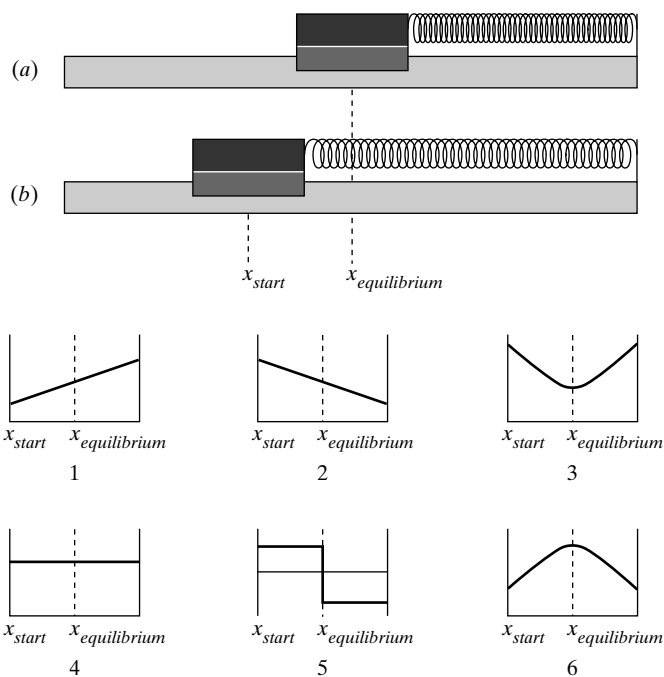 (a)
(b)
x_start x_equilibrium
x_start x_equilibrium x_start x_equilibrium x_start x_equilibrium
1 2 3
x_start x_equilibrium x_start x_equilibrium x_start x_equilibrium
4 5 6